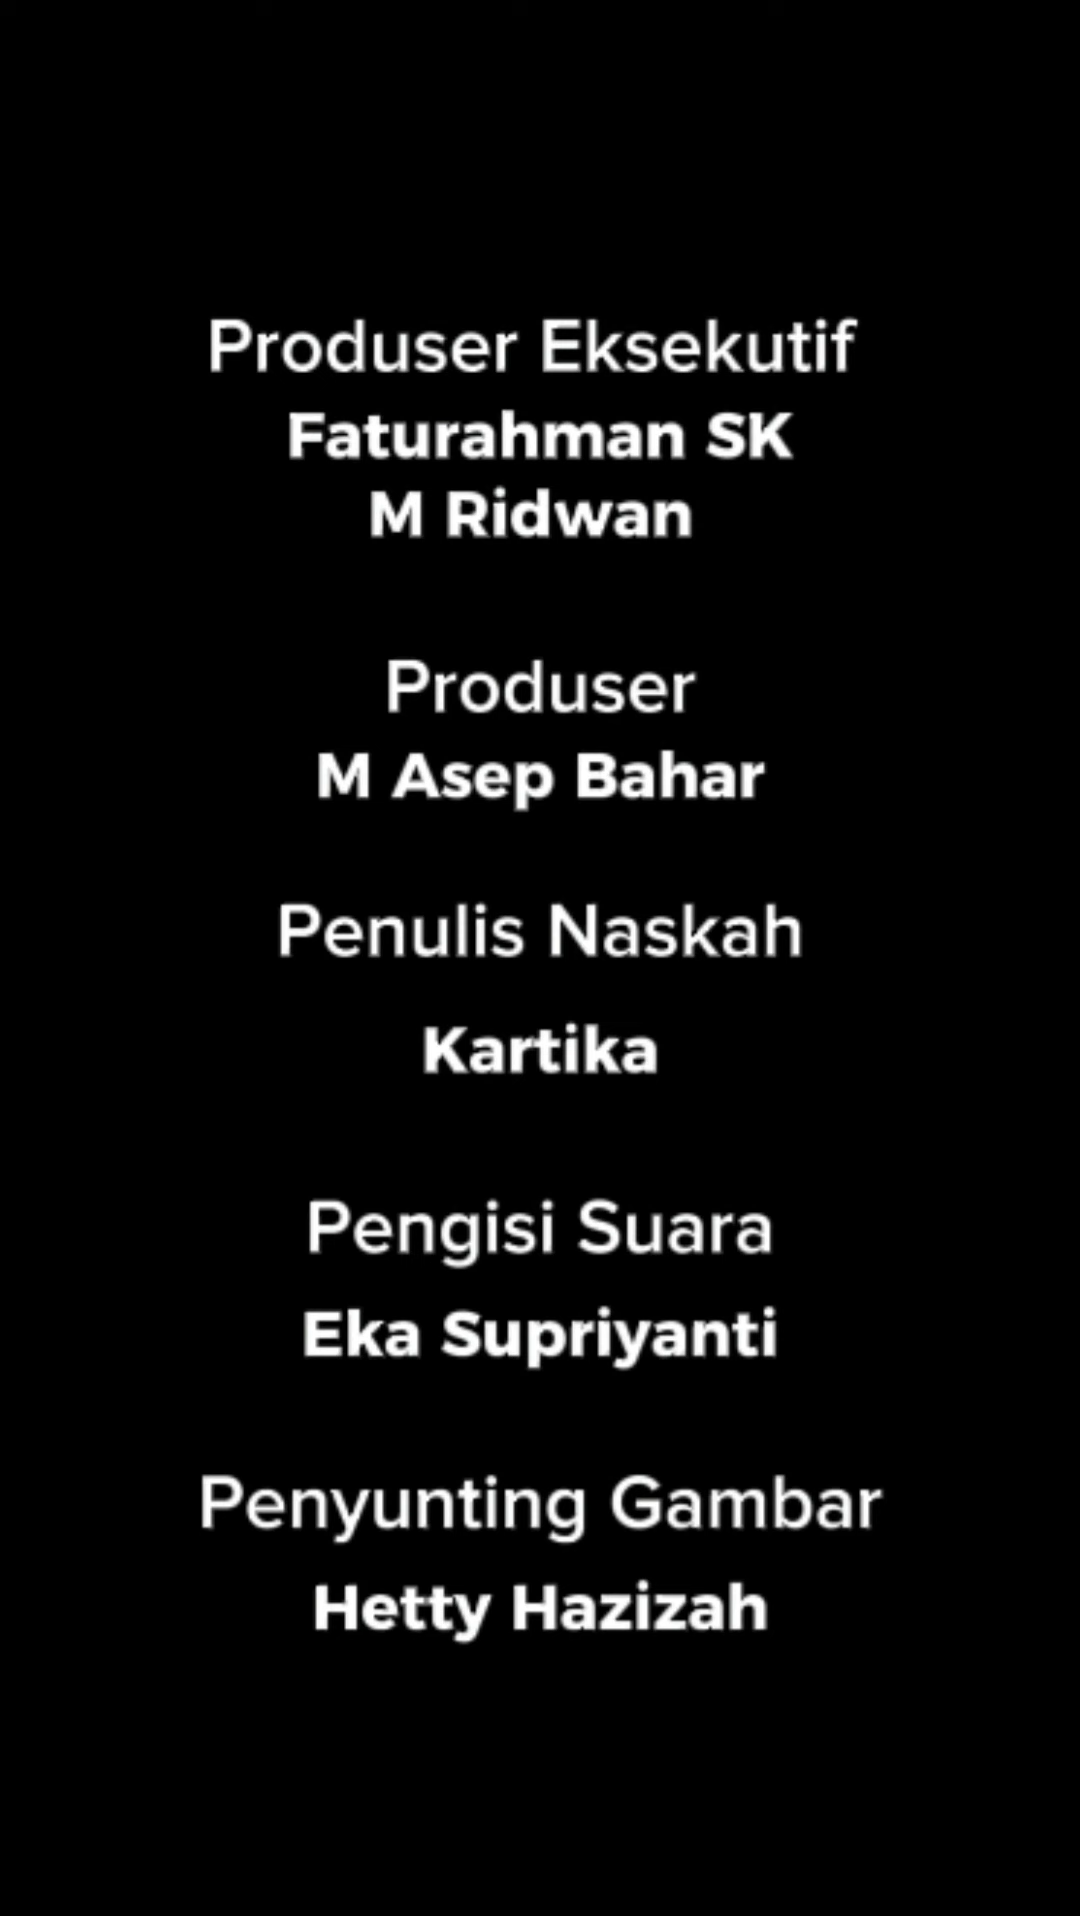 Produser Eksekutif
Faturahman SK
M Ridwan
Produser
M Asep Bahar
Penulis Naskah
Kartika
Pengisi Suara
Eka Supriyanti
Penyunting Gambar
Hetty Hazizah